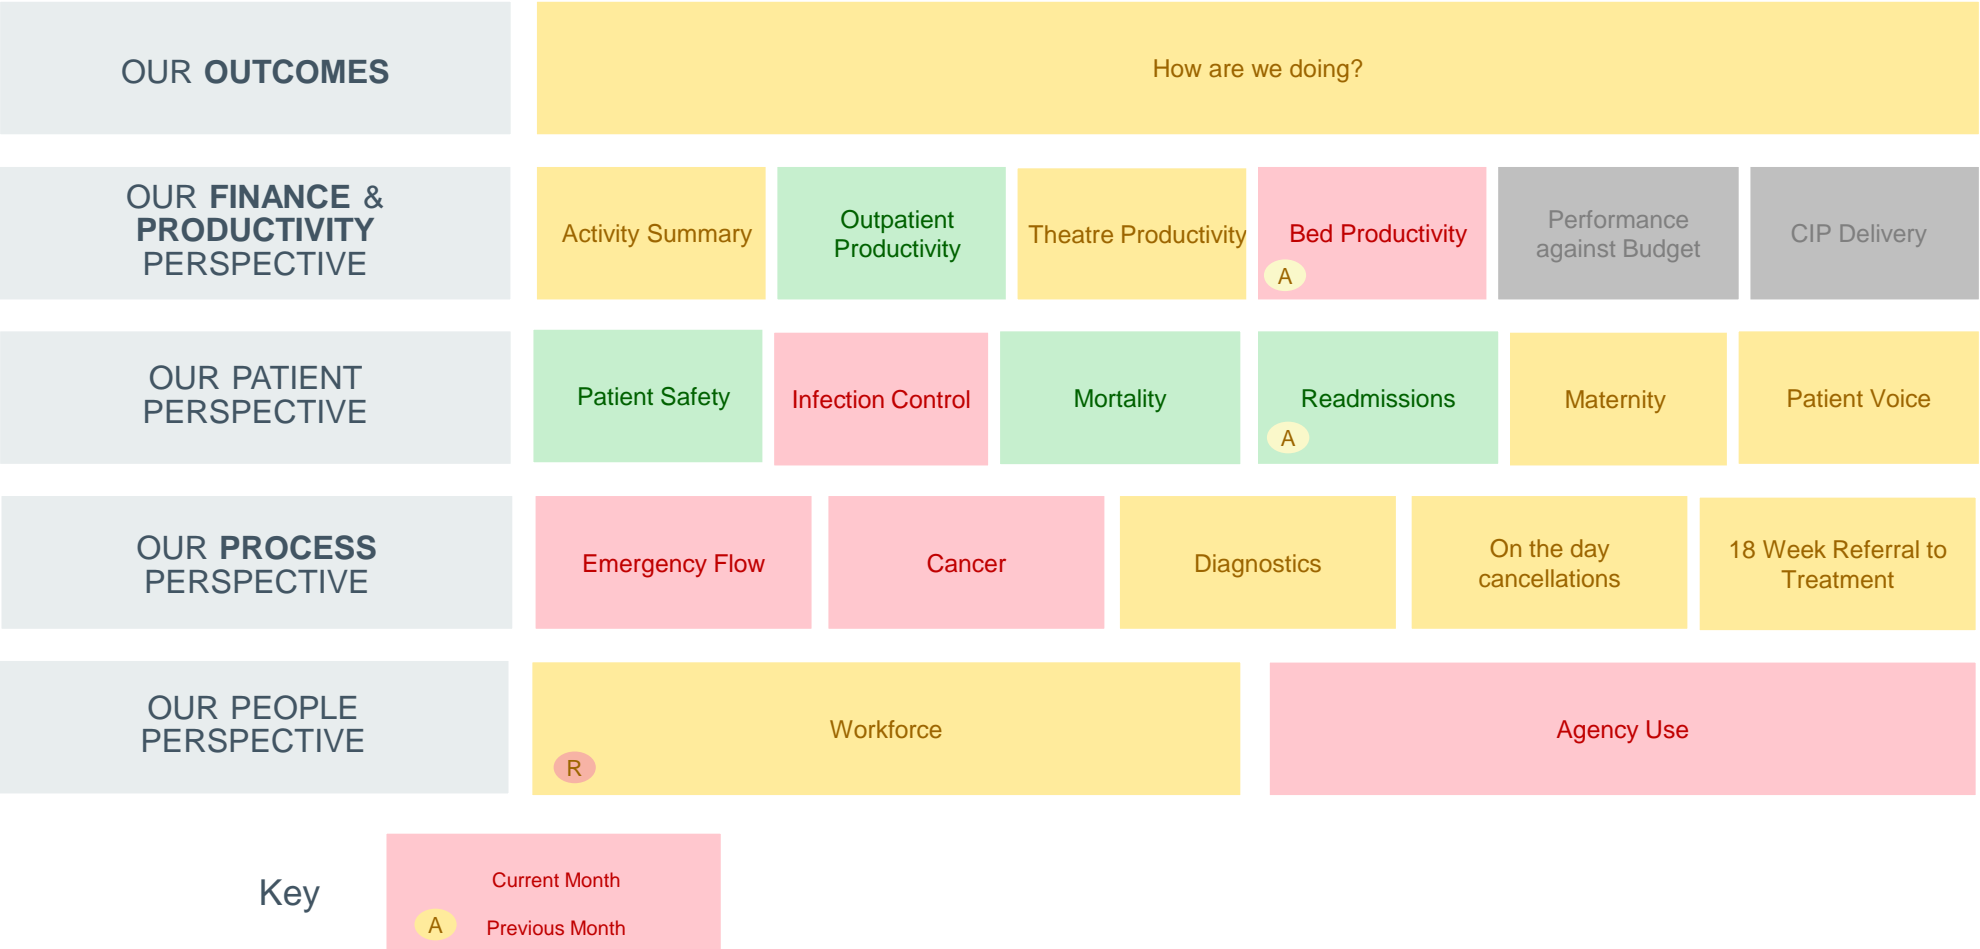 OUR OUTCOMES
How are we doing?
OUR FINANCE &
PRODUCTIVITY
PERSPECTIVE
Activity Summary
Outpatient
Productivity
Theatre Productivity
Bed Productivity
A
Performance
against Budget
CIP Delivery
OUR PATIENT
PERSPECTIVE
Patient Safety
Infection Control
Mortality
Readmissions
A
Maternity
Patient Voice
OUR PROCESS
PERSPECTIVE
Emergency Flow
Cancer
Diagnostics
On the day
cancellations
18 Week Referral to
Treatment
OUR PEOPLE
PERSPECTIVE
Workforce
R
Agency Use
Key
Current Month
A
Previous Month